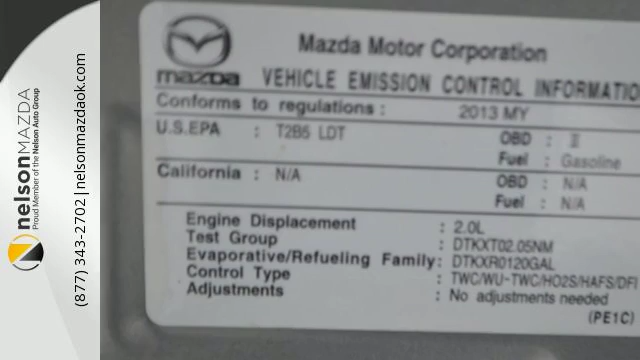 nelson MAZDA
Proud Member of the Nelson Auto Group
(877) 343-2702 | nelsonmazdaok.com
mazda
Mazda Motor Corporation
VEHICLE EMISSION CONTROL INFORMATIO
Conforms to regulations : 2013 MY
U.S.EPA : T2B5 LDT OBD : II
Fuel : Gasoline
California : N/A OBD : N/A
Fuel : N/A
Engine Displacement : 2.0L
Test Group : DTKXT02.05NM
Evaporative/Refueling Family: DTKXR0120GAL
Control Type : TWC/WU-TWC/HO2S/HAFS/DFI
Adjustments : No adjustments needed
(PE1C)